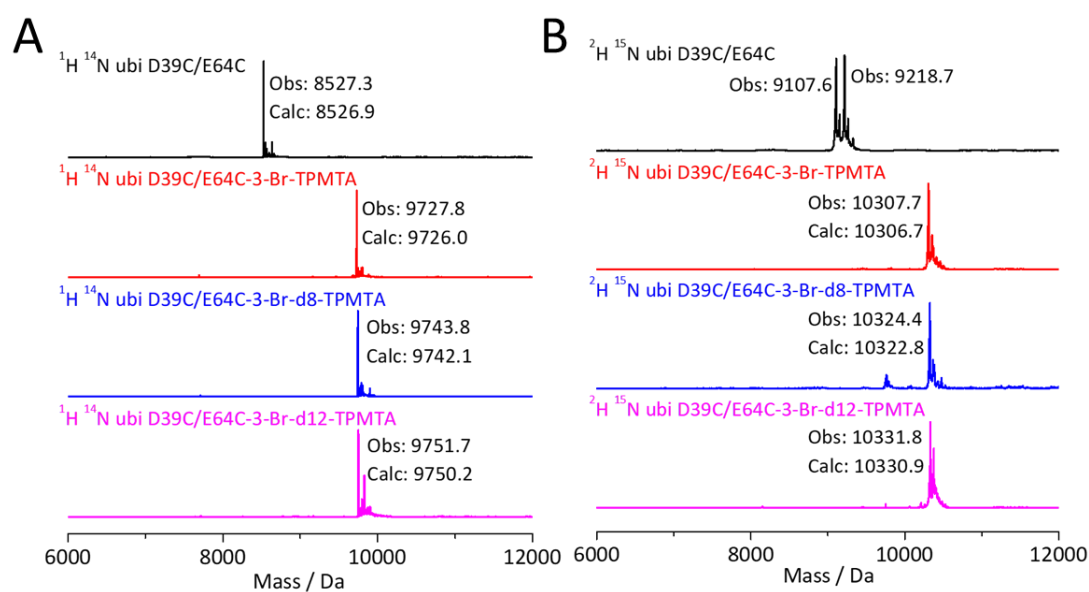 A
¹H ¹⁴N ubi D39C/E64C
Obs: 8527.3
Calc: 8526.9
¹H ¹⁴N ubi D39C/E64C-3-Br-TPMTA
Obs: 9727.8
Calc: 9726.0
¹H ¹⁴N ubi D39C/E64C-3-Br-d8-TPMTA
Obs: 9743.8
Calc: 9742.1
¹H ¹⁴N ubi D39C/E64C-3-Br-d12-TPMTA
Obs: 9751.7
Calc: 9750.2
6000 8000 10000 12000
Mass / Da
B
²H ¹⁵N ubi D39C/E64C
Obs: 9107.6
Obs: 9218.7
²H ¹⁵N ubi D39C/E64C-3-Br-TPMTA
Obs: 10307.7
Calc: 10306.7
²H ¹⁵N ubi D39C/E64C-3-Br-d8-TPMTA
Obs: 10324.4
Calc: 10322.8
²H ¹⁵N ubi D39C/E64C-3-Br-d12-TPMTA
Obs: 10331.8
Calc: 10330.9
6000 8000 10000 12000
Mass / Da